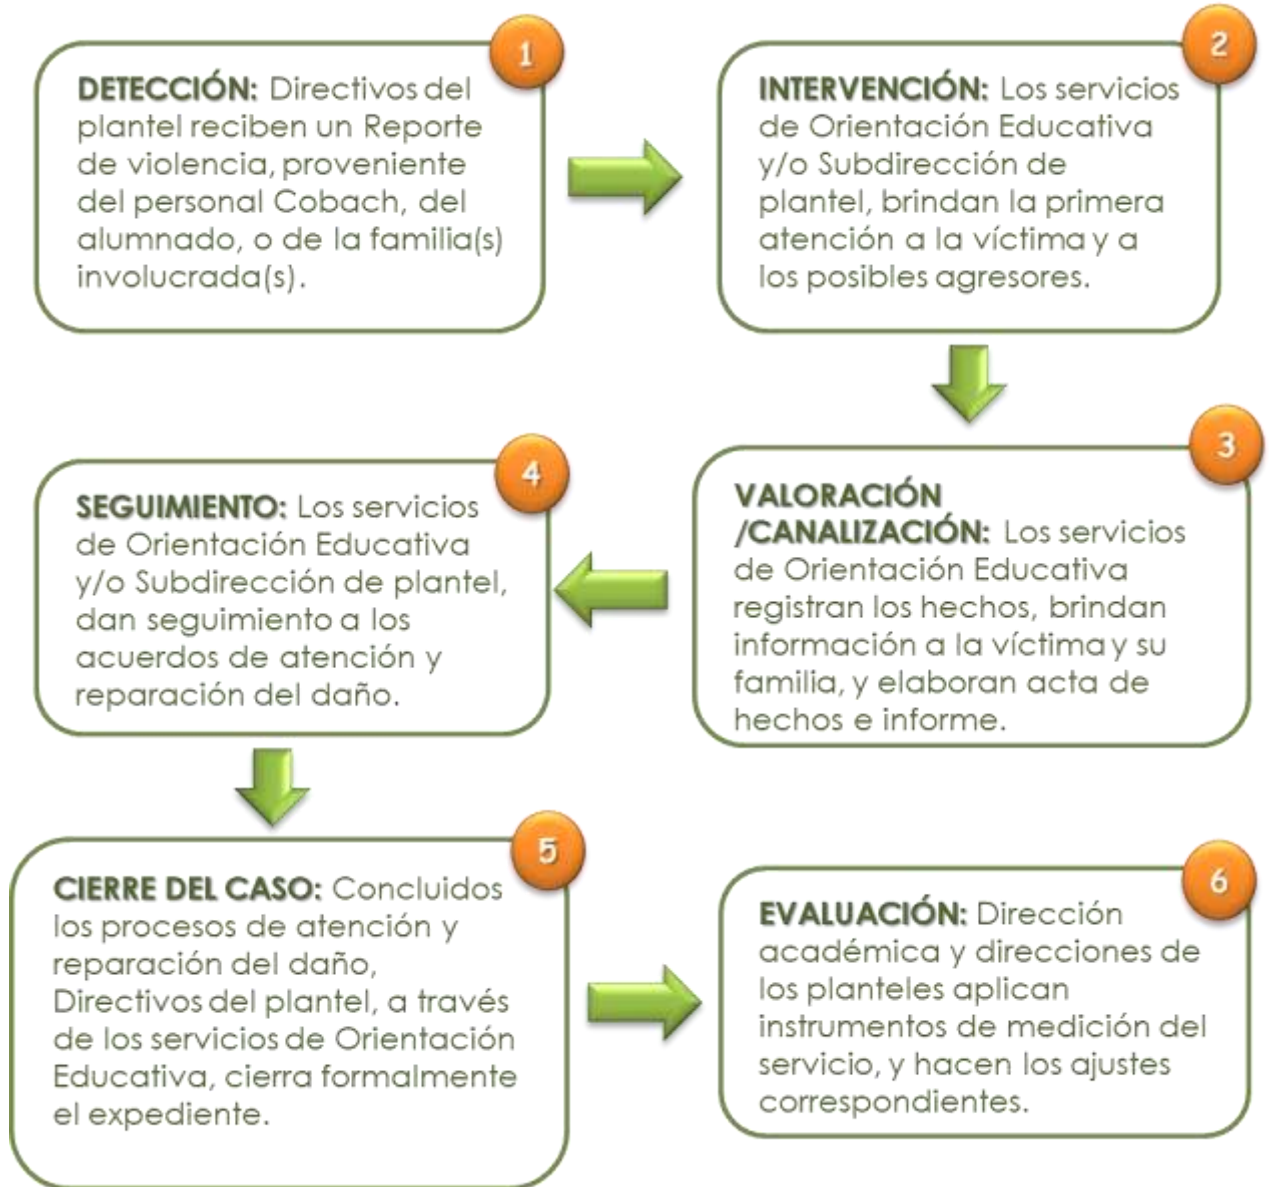 1
DETECCIÓN: Directivos del
plantel reciben un Reporte
de violencia, proveniente
del personal Cobach, del
alumnado, o de la familia(s)
involucrada(s).
2
INTERVENCIÓN: Los servicios
de Orientación Educativa
y/o Subdirección de
plantel, brindan la primera
atención a la víctima y a
los posibles agresores.
3
VALORACIÓN
/CANALIZACIÓN: Los servicios
de Orientación Educativa
registran los hechos, brindan
información a la víctima y su
familia, y elaboran acta de
hechos e informe.
4
SEGUIMIENTO: Los servicios
de Orientación Educativa
y/o Subdirección de plantel,
dan seguimiento a los
acuerdos de atención y
reparación del daño.
5
CIERRE DEL CASO: Concluidos
los procesos de atención y
reparación del daño,
Directivos del plantel, a través
de los servicios de Orientación
Educativa, cierra formalmente
el expediente.
6
EVALUACIÓN: Dirección
académica y direcciones de
los planteles aplican
instrumentos de medición del
servicio, y hacen los ajustes
correspondientes.